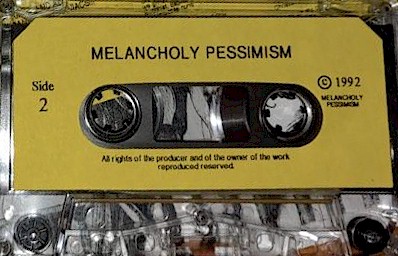 MELANCHOLY PESSIMISM
Side
2
© 1992
MELANCHOLY
PESSIMISM
All rights of the producer and of the owner of the work
reproduced reserved.